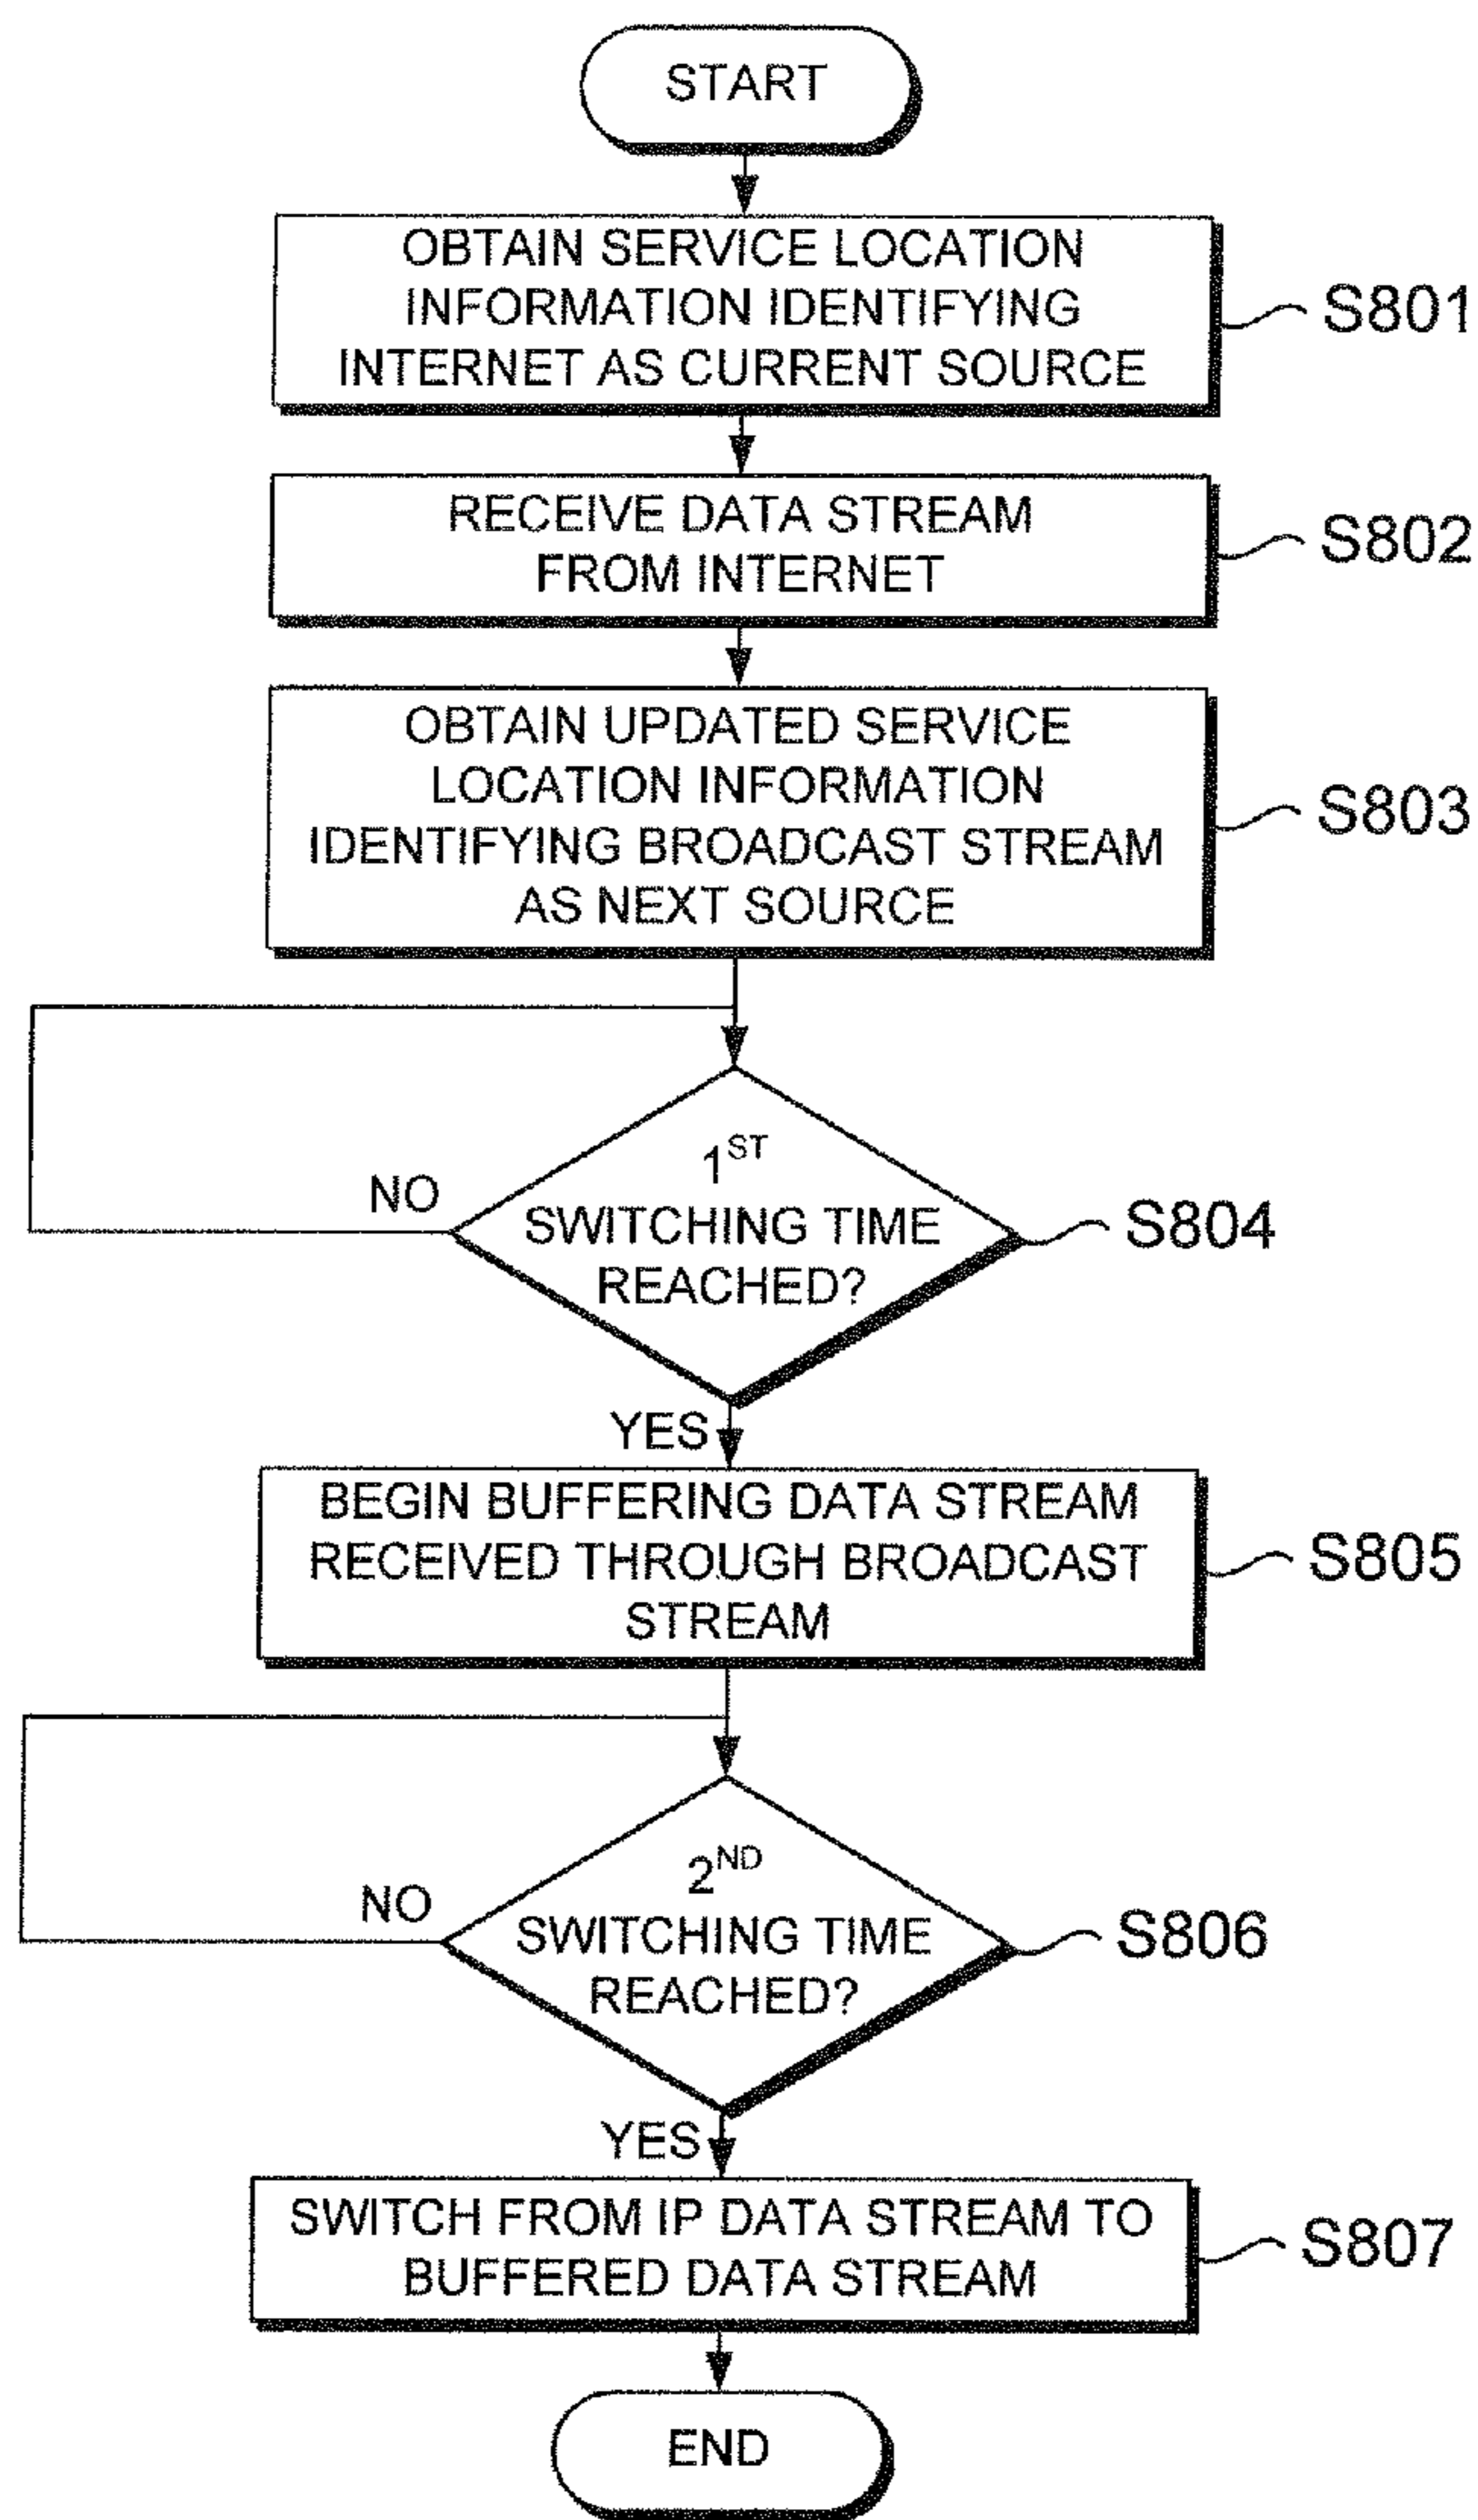 START
OBTAIN SERVICE LOCATION
INFORMATION IDENTIFYING
INTERNET AS CURRENT SOURCE
S801
RECEIVE DATA STREAM
FROM INTERNET
S802
OBTAIN UPDATED SERVICE
LOCATION INFORMATION
IDENTIFYING BROADCAST STREAM
AS NEXT SOURCE
S803
1ST
SWITCHING TIME
REACHED?
NO
S804
YES
BEGIN BUFFERING DATA STREAM
RECEIVED THROUGH BROADCAST
STREAM
S805
2ND
SWITCHING TIME
REACHED?
NO
S806
YES
SWITCH FROM IP DATA STREAM TO
BUFFERED DATA STREAM
S807
END